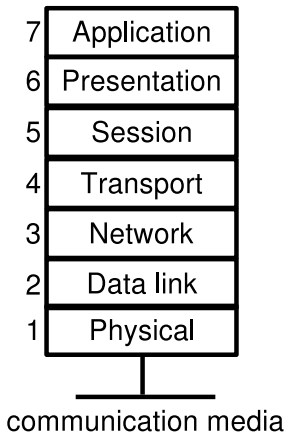 7 Application
6 Presentation
5 Session
4 Transport
3 Network
2 Data link
1 Physical
communication media